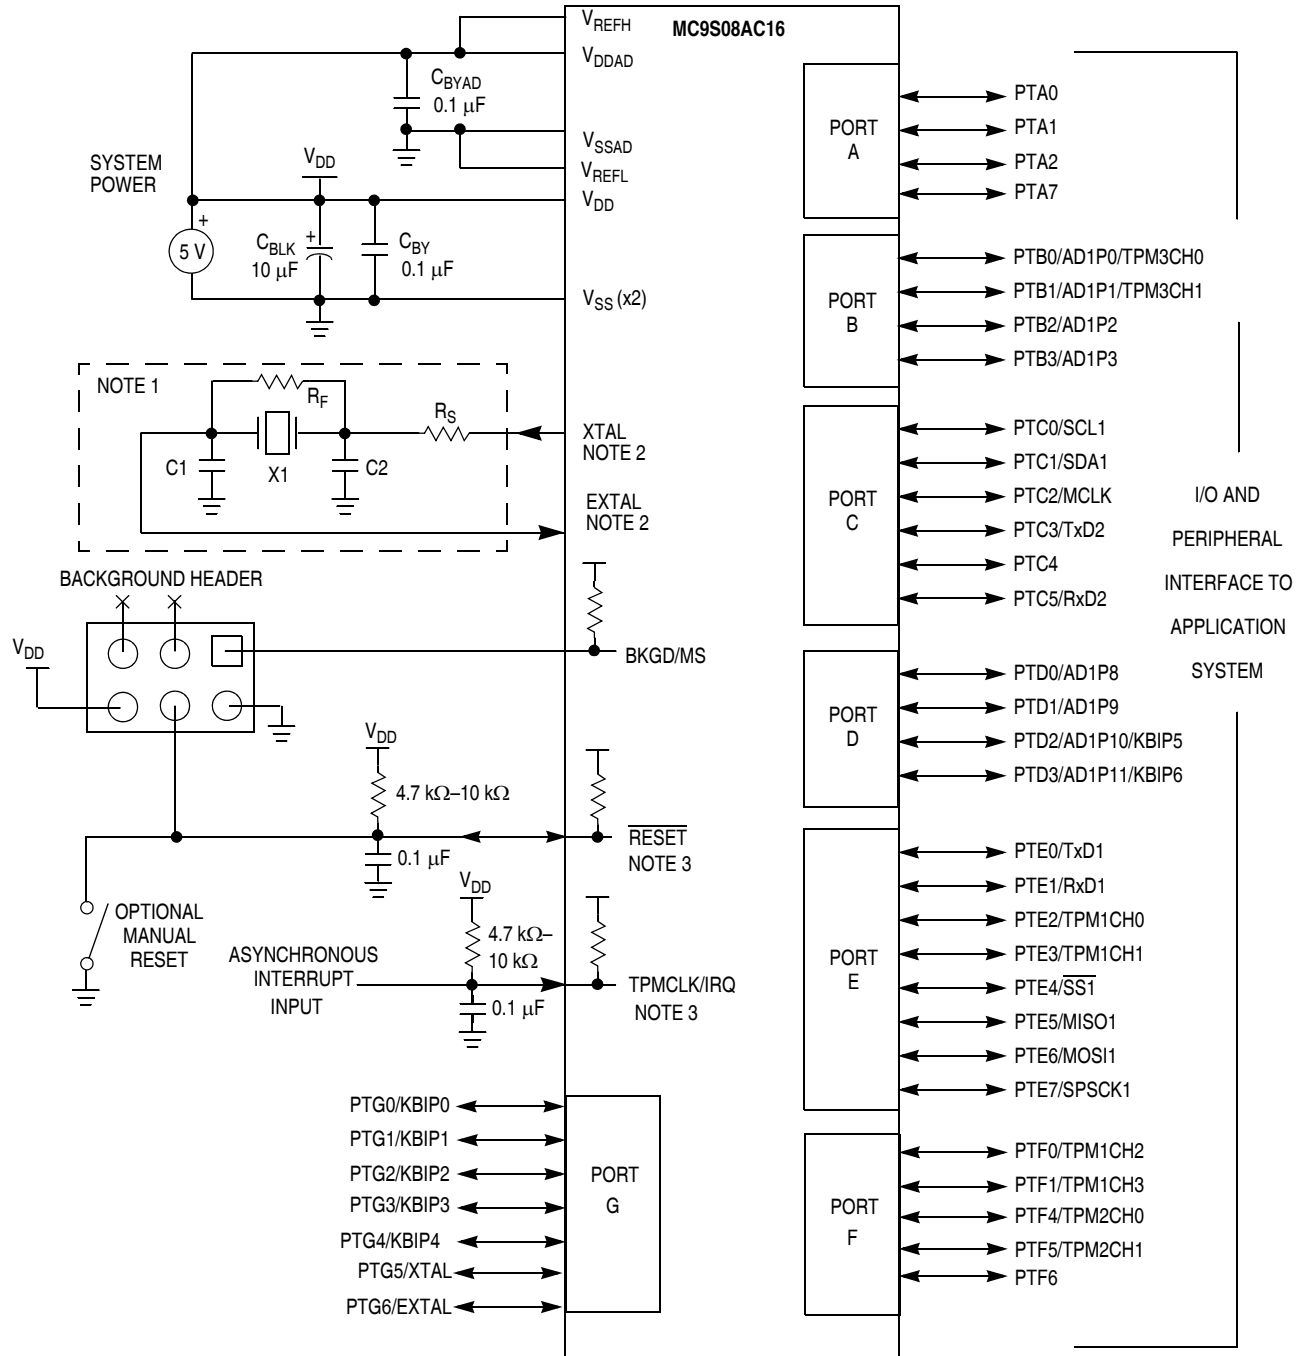 MC9S08AC16
VREFH
VDDAD
CBYAD
0.1 μF
VSSAD
VREFL
VDD
SYSTEM
POWER
VDD
+
5 V
+
CBLK
10 μF
CBY
0.1 μF
VSS (x2)
NOTE 1
RF
RS
C1
X1
C2
XTAL
NOTE 2
EXTAL
NOTE 2
BACKGROUND HEADER
VDD
BKGD/MS
VDD
4.7 kΩ–10 kΩ
0.1 μF
RESET
NOTE 3
OPTIONAL
MANUAL
RESET
VDD
4.7 kΩ–
10 kΩ
ASYNCHRONOUS
INTERRUPT
INPUT
0.1 μF
TPMCLK/IRQ
NOTE 3
PTG0/KBIP0
PTG1/KBIP1
PTG2/KBIP2
PTG3/KBIP3
PTG4/KBIP4
PTG5/XTAL
PTG6/EXTAL
PORT
G
PORT
A
PTA0
PTA1
PTA2
PTA7
PORT
B
PTB0/AD1P0/TPM3CH0
PTB1/AD1P1/TPM3CH1
PTB2/AD1P2
PTB3/AD1P3
PORT
C
PTC0/SCL1
PTC1/SDA1
PTC2/MCLK
PTC3/TxD2
PTC4
PTC5/RxD2
PORT
D
PTD0/AD1P8
PTD1/AD1P9
PTD2/AD1P10/KBIP5
PTD3/AD1P11/KBIP6
PORT
E
PTE0/TxD1
PTE1/RxD1
PTE2/TPM1CH0
PTE3/TPM1CH1
PTE4/SS1
PTE5/MISO1
PTE6/MOSI1
PTE7/SPSCK1
PORT
F
PTF0/TPM1CH2
PTF1/TPM1CH3
PTF4/TPM2CH0
PTF5/TPM2CH1
PTF6
I/O AND
PERIPHERAL
INTERFACE TO
APPLICATION
SYSTEM